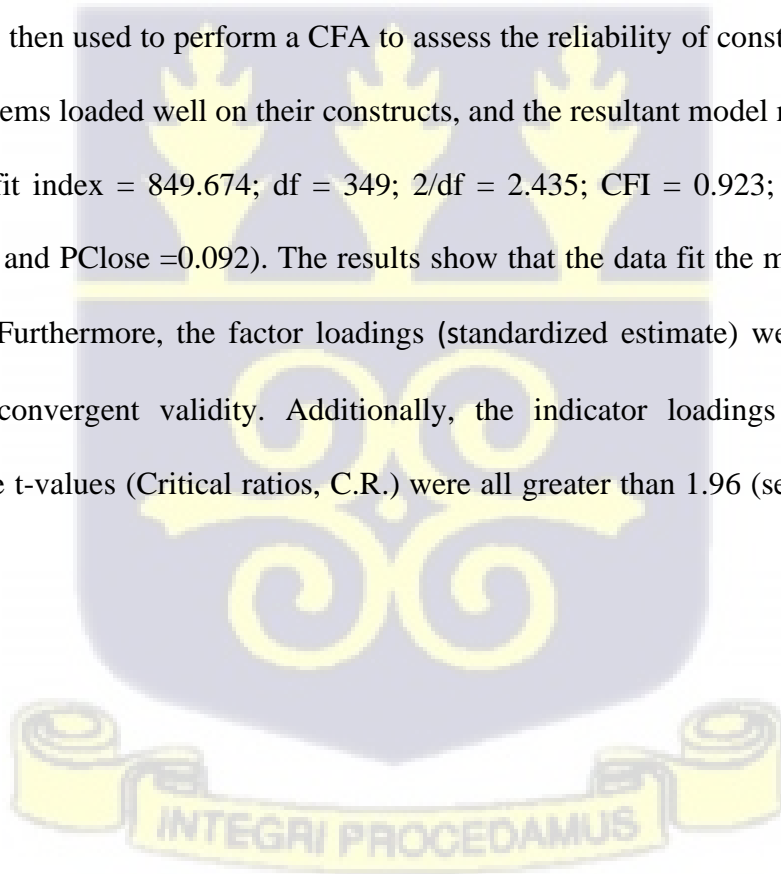 then used to perform a CFA to assess the reliability of const
ems loaded well on their constructs, and the resultant model
fit index = 849.674; df = 349; 2/df = 2.435; CFI = 0.923;
and PClose =0.092). The results show that the data fit the m
Furthermore, the factor loadings (standardized estimate) we
convergent validity. Additionally, the indicator loadings
t-values (Critical ratios, C.R.) were all greater than 1.96 (se
INTEGRI PROCEDAMUS